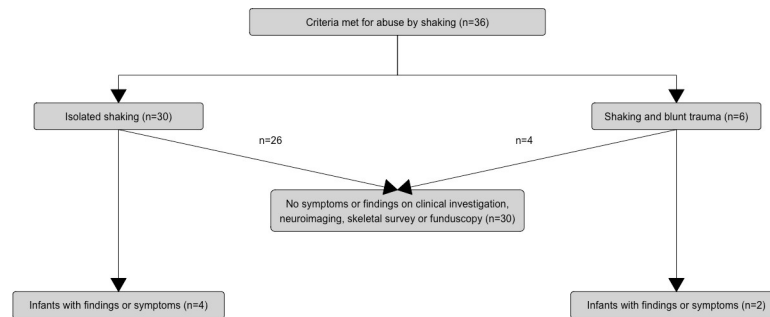 Criteria met for abuse by shaking (n=36)
Isolated shaking (n=30)
Shaking and blunt trauma (n=6)
n=26
n=4
No symptoms or findings on clinical investigation,
neuroimaging, skeletal survey or funduscopy (n=30)
Infants with findings or symptoms (n=4)
Infants with findings or symptoms (n=2)